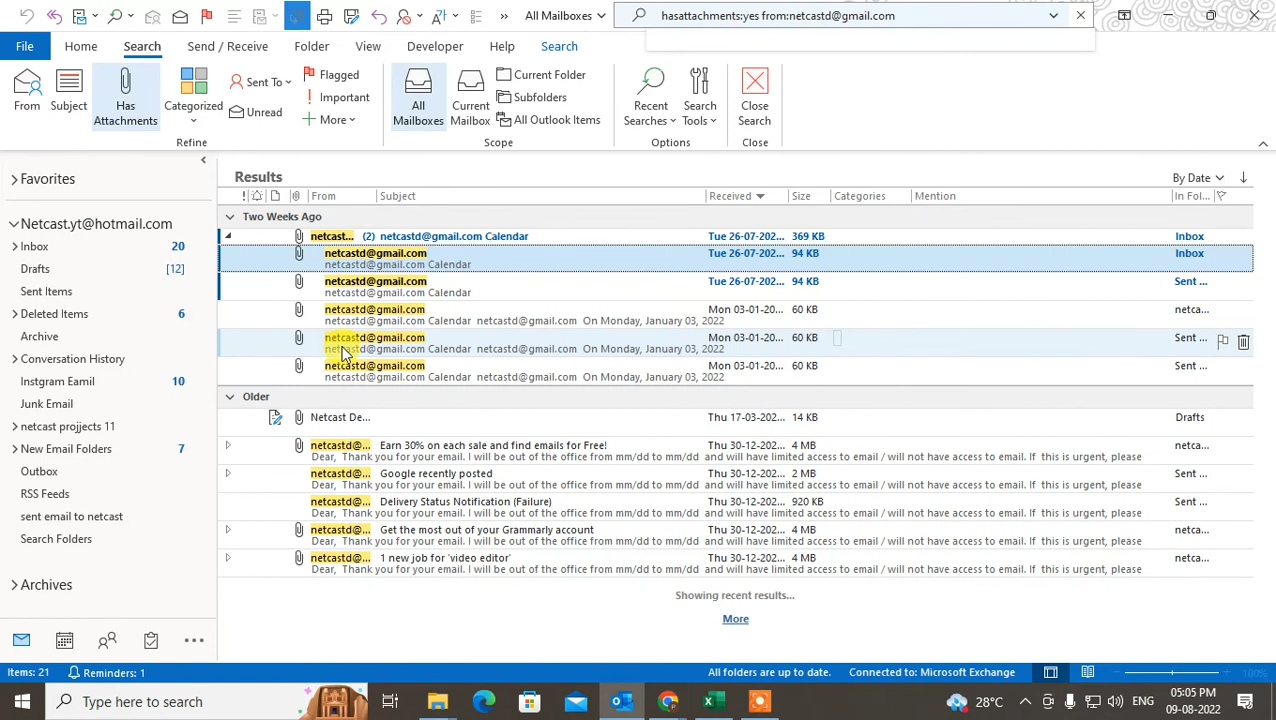 All Mailboxes
hasattachments:yes from:netcastd@gmail.com
File Home Search Send / Receive Folder View Developer Help Search
From
Subject
Has Attachments
Categorized
Sent To
Unread
Flagged
Important
More
Refine
All Mailboxes
Current Mailbox
Current Folder
Subfolders
All Outlook Items
Scope
Recent Searches
Search Tools
Options
Close Search
Close
Favorites
Netcast.yt@hotmail.com
Inbox 20
Drafts [12]
Sent Items
Deleted Items 6
Archive
Conversation History
Instgram Eamil 10
Junk Email
netcast projjects 11
New Email Folders 7
Outbox
RSS Feeds
sent email to netcast
Search Folders
Archives
Results By Date
From Subject Received Size Categories Mention In Fol...
Two Weeks Ago
netcast... (2) netcastd@gmail.com Calendar Tue 26-07-202... 369 KB Inbox
netcastd@gmail.com Tue 26-07-202... 94 KB Inbox
netcastd@gmail.com Calendar
netcastd@gmail.com Tue 26-07-202... 94 KB Sent ...
netcastd@gmail.com Calendar
netcastd@gmail.com Mon 03-01-20... 60 KB netca...
netcastd@gmail.com Calendar netcastd@gmail.com On Monday, January 03, 2022
netcastd@gmail.com Mon 03-01-20... 60 KB Sent ...
netcastd@gmail.com Calendar netcastd@gmail.com On Monday, January 03, 2022
netcastd@gmail.com Mon 03-01-20... 60 KB Sent ...
netcastd@gmail.com Calendar netcastd@gmail.com On Monday, January 03, 2022
Older
Netcast De... Thu 17-03-202... 14 KB Drafts
netcastd@... Earn 30% on each sale and find emails for Free! Thu 30-12-202... 4 MB netca...
Dear, Thank you for your email. I will be out of the office from mm/dd to mm/dd and will have limited access to email / will not have access to email. If this is urgent, please
netcastd@... Google recently posted Thu 30-12-202... 2 MB Sent ...
Dear, Thank you for your email. I will be out of the office from mm/dd to mm/dd and will have limited access to email / will not have access to email. If this is urgent, please
netcastd@... Delivery Status Notification (Failure) Thu 30-12-202... 920 KB Sent ...
Dear, Thank you for your email. I will be out of the office from mm/dd to mm/dd and will have limited access to email / will not have access to email. If this is urgent, please
netcastd@... Get the most out of your Grammarly account Thu 30-12-202... 4 MB netca...
Dear, Thank you for your email. I will be out of the office from mm/dd to mm/dd and will have limited access to email / will not have access to email. If this is urgent, please
netcastd@... 1 new job for 'video editor' Thu 30-12-202... 4 MB netca...
Dear, Thank you for your email. I will be out of the office from mm/dd to mm/dd and will have limited access to email / will not have access to email. If this is urgent, please
Showing recent results...
More
Items: 21 Reminders: 1 All folders are up to date. Connected to: Microsoft Exchange 100%
Type here to search 28°C ENG 05:05 PM
09-08-2022